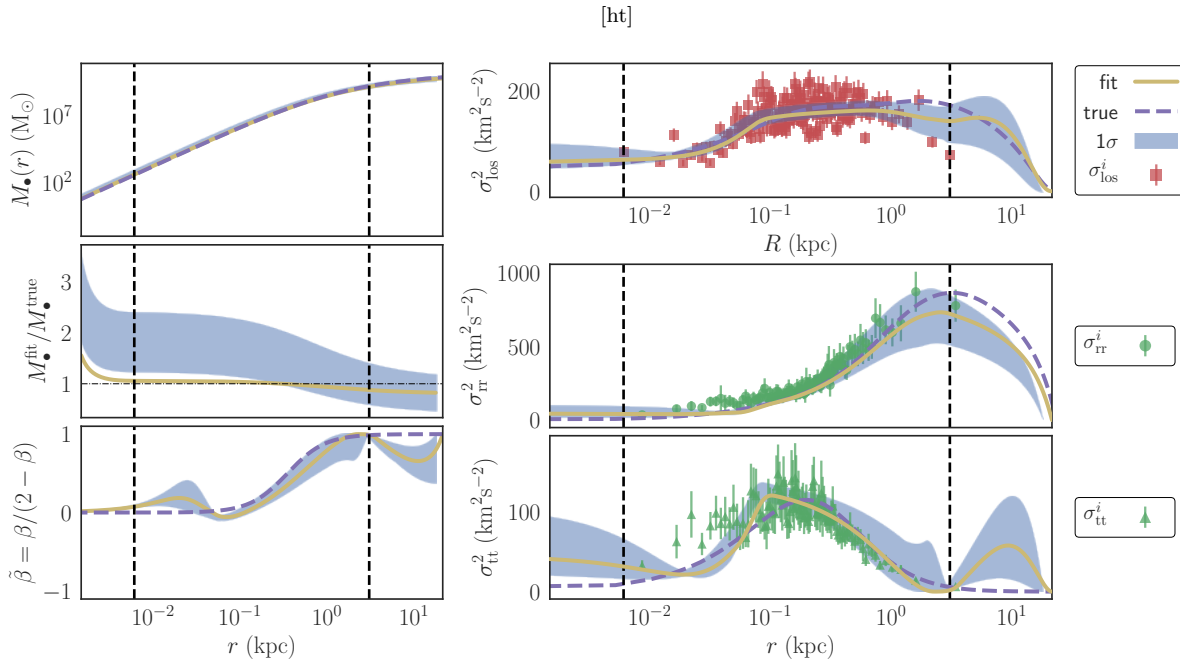 [ht]
M•(r) (M⊙)
10^7
10^2
M•^fit/M•^true
3
2
1
β̃ = β/(2 − β)
1
0
−1
10^−2
10^−1
10^0
10^1
r (kpc)
σ²_los (km²s⁻²)
200
0
10^−2
10^−1
10^0
10^1
R (kpc)
σ²_rr (km²s⁻²)
1000
500
0
σ²_tt (km²s⁻²)
100
0
10^−2
10^−1
10^0
10^1
r (kpc)
fit
true
1σ
σ^i_los
σ^i_rr
σ^i_tt